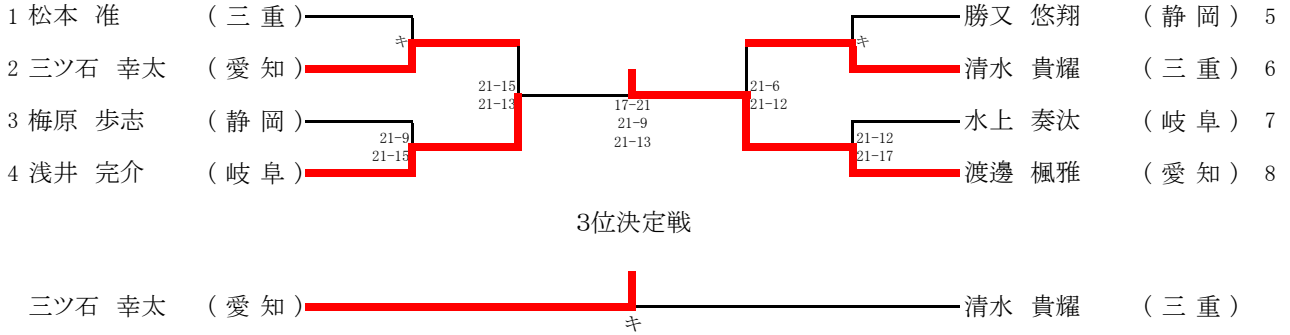 1 松本 准 (三 重) 勝又 悠翔 (静 岡) 5
キ キ
2 三ツ石 幸太 (愛 知) 清水 貴耀 (三 重) 6
21-15 21-6
21-13 17-21 21-12
3 梅原 歩志 (静 岡) 21-9 水上 奏汰 (岐 阜) 7
21-9 21-13 21-12
21-15 21-17
4 浅井 完介 (岐 阜) 渡邊 楓雅 (愛 知) 8
3位決定戦
三ツ石 幸太 (愛 知) 清水 貴耀 (三 重)
キ